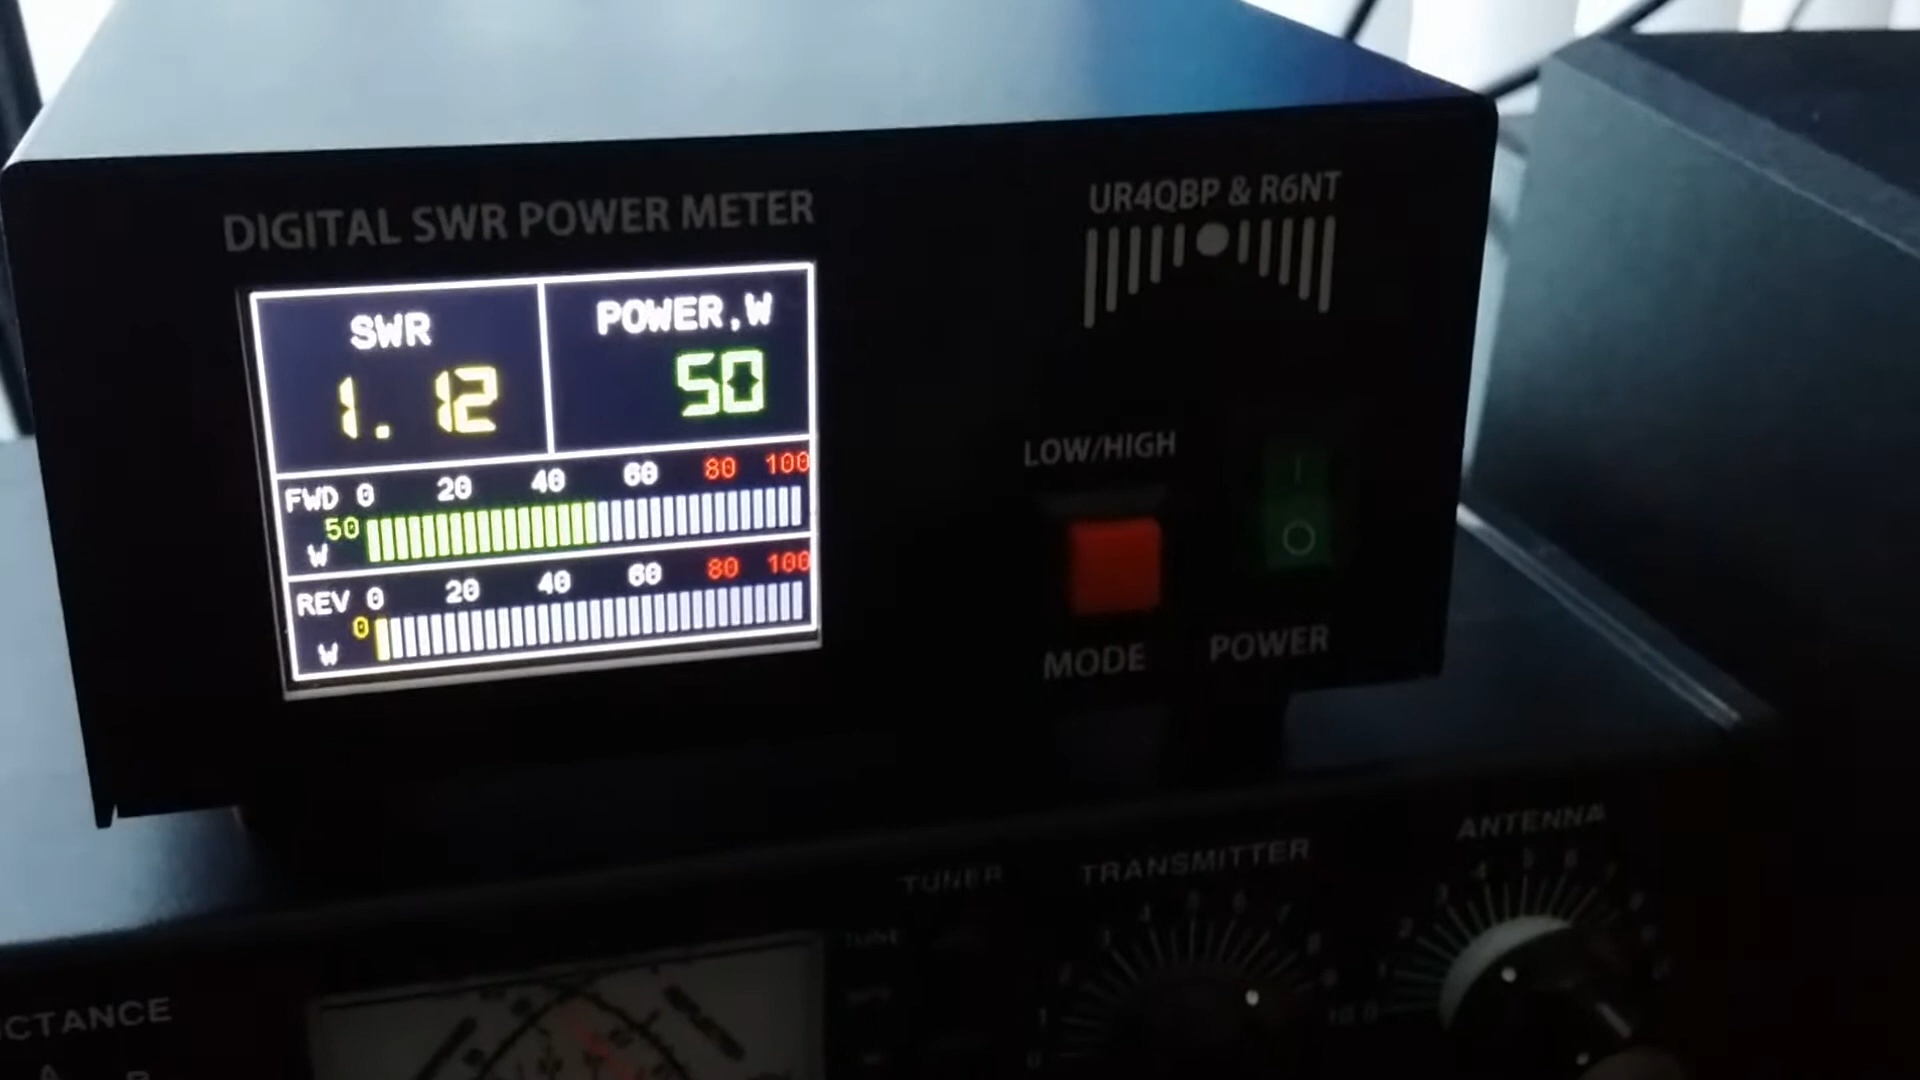 DIGITAL SWR POWER METER
UR4QBP & R6NT
SWR
POWER,W
1.12
50
FWD 0 20 40 60 80 100
50
W
REV 0 20 40 60 80 100
0
W
LOW/HIGH
MODE
POWER
TUNER
TRANSMITTER
ANTENNA
CTANCE